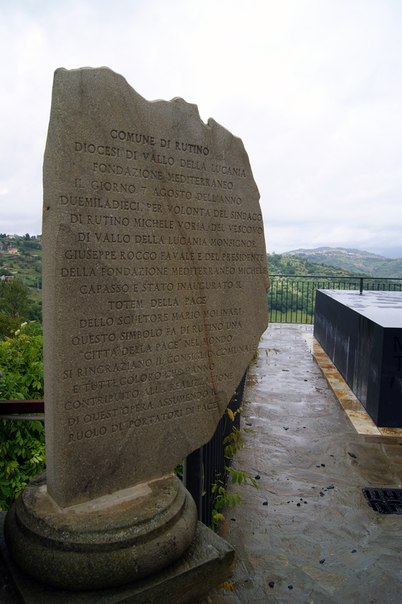 COMUNE DI RUTINO
DIOCESI DI VALLO DELLA LUCANIA
FONDAZIONE MEDITERRANEO
IL GIORNO 7 AGOSTO DELL'ANNO
DUEMILADIECI, PER VOLONTA DEL SINDACO
DI RUTINO MICHELE VORIA, DEL VESCOVO
DI VALLO DELLA LUCANIA MONSIGNOR
GIUSEPPE ROCCO FAVALE E DEL PRESIDENTE
DELLA FONDAZIONE MEDITERRANEO MICHELE
CAPASSO E STATO INAUGURATO IL
TOTEM DELLA PACE
DELLO SCULTORE MARIO MOLINARI
QUESTO SIMBOLO FA DI RUTINO UNA
CITTÀ DELLA PACE NEL MONDO
SI RINGRAZIANO IL CONSIGLIO COMUNALE
E TUTTI COLORO CHE HANNO
CONTRIBUITO ALLA REALIZZAZIONE
DI QUEST'OPERA ASSUMENDO IL
RUOLO DI PORTATORI DI PACE